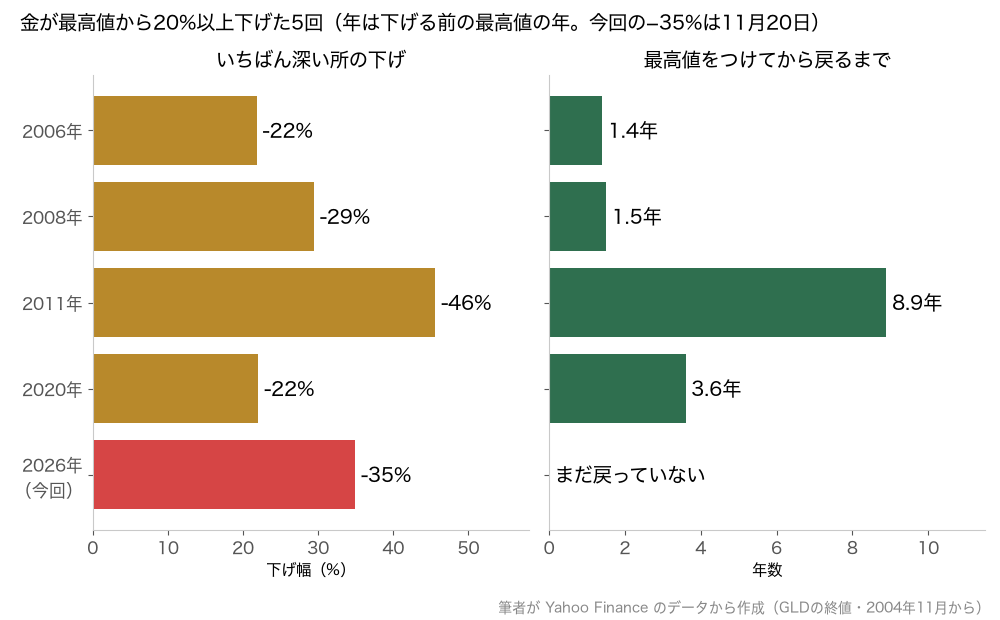 金が最高値から20%以上下げた5回（年は下げる前の最高値の年。今回の−35%は11月20日）
いちばん深い所の下げ
2006年
-22%
2008年
-29%
2011年
-46%
2020年
-22%
2026年
（今回）
-35%
0 10 20 30 40 50
下げ幅（%）
最高値をつけてから戻るまで
1.4年
1.5年
8.9年
3.6年
まだ戻っていない
0 2 4 6 8 10
年数
筆者が Yahoo Finance のデータから作成（GLDの終値・2004年11月から）